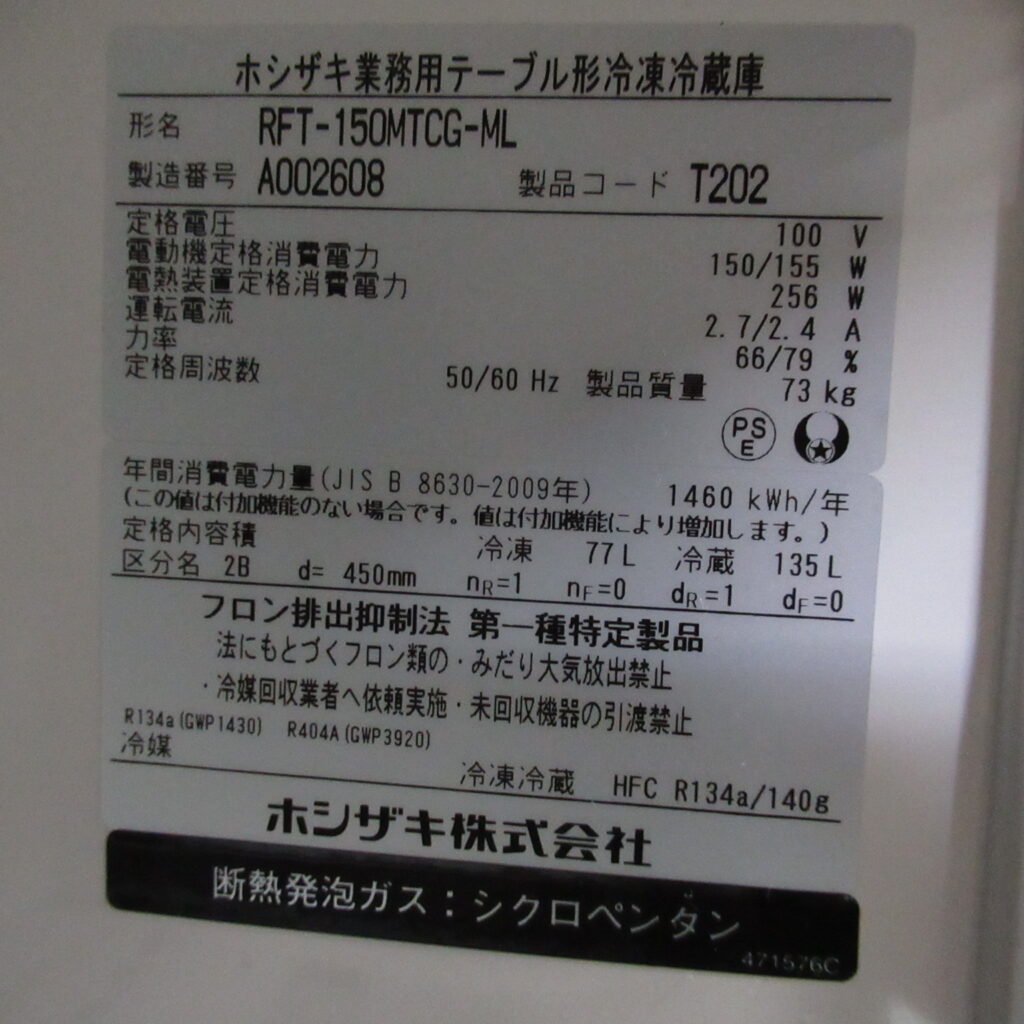 ホシザキ業務用テーブル形冷凍冷蔵庫
形名 RFT-150MTCG-ML
製造番号 A002608 製品コード T202
定格電圧 100 V
電動機定格消費電力 150/155 W
電熱装置定格消費電力 256 W
運転電流 2.7/2.4 A
力率 66/79 %
定格周波数 50/60 Hz 製品質量 73 kg
PS
E
年間消費電力量(JIS B 8630-2009年) 1460 kWh/年
(この値は付加機能のない場合です。値は付加機能により増加します。)
定格内容積 冷凍 77L 冷蔵 135L
区分名 2B d= 450mm nR=1 nF=0 dR=1 dF=0
フロン排出抑制法 第一種特定製品
法にもとづくフロン類の・みだり大気放出禁止
・冷媒回収業者へ依頼実施・未回収機器の引渡禁止
R134a(GWP1430) R404A(GWP3920)
冷媒
冷凍冷蔵 HFC R134a/140g
ホシザキ株式会社
断熱発泡ガス：シクロペンタン
471576C